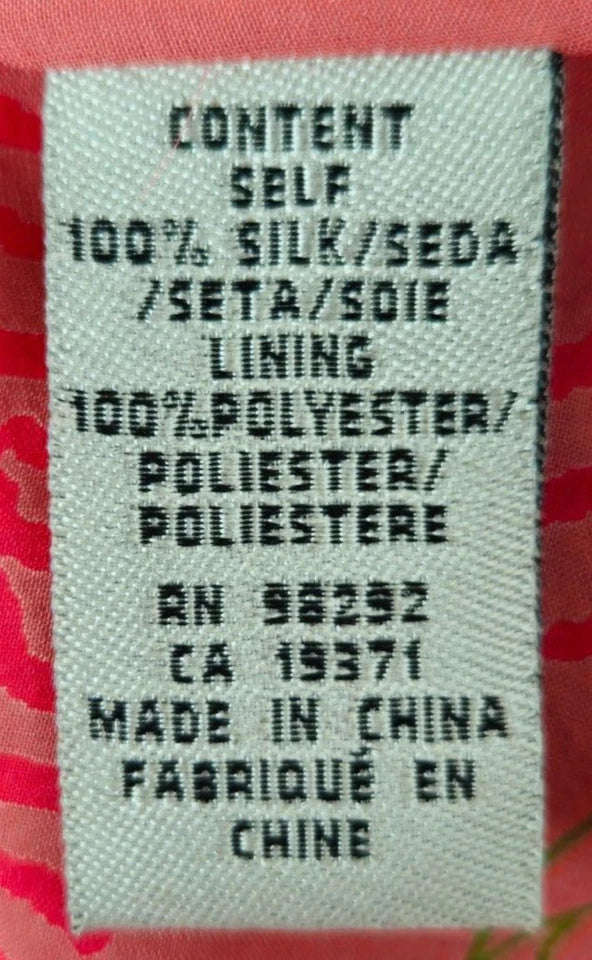 CONTENT
SELF
100% SILK/SEDA
/SETA/SOIE
LINING
100%POLYESTER/
POLIESTER/
POLIESTERE
RN 98292
CA 19371
MADE IN CHINA
FABRIQUÉ EN
CHINE